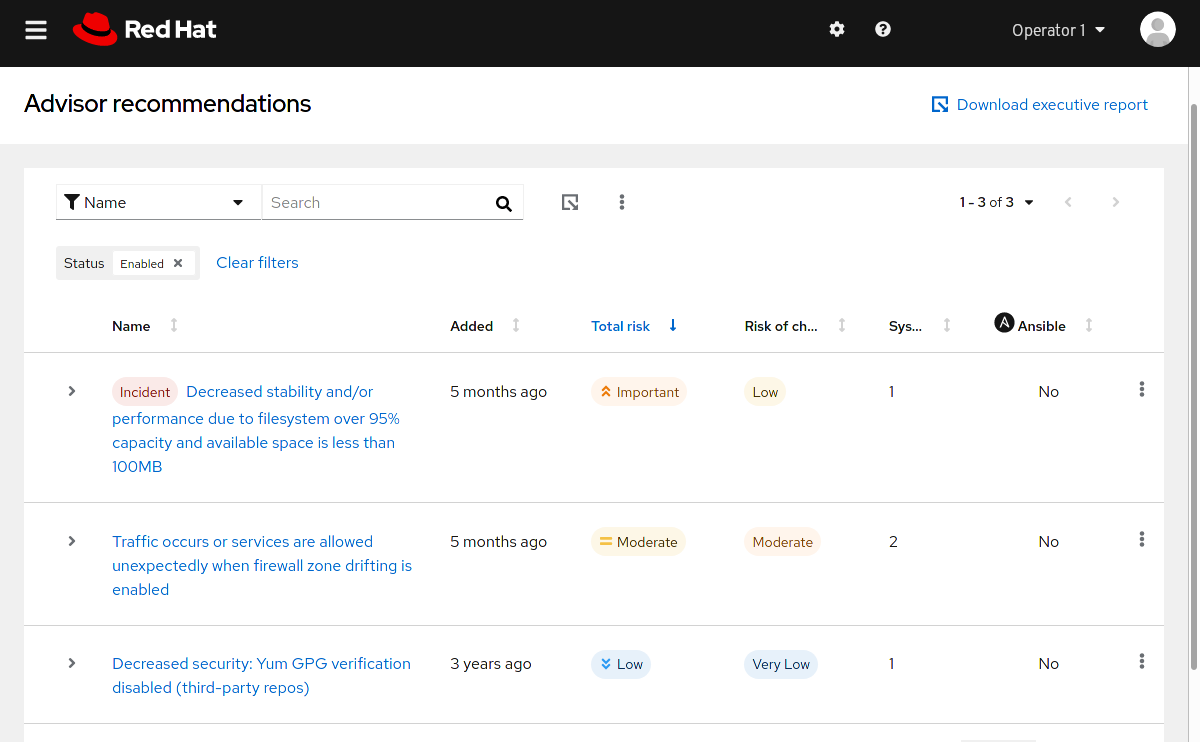 Red Hat
Operator 1
Advisor recommendations
Download executive report
Name
Search
1 - 3 of 3
Status
Enabled
Clear filters
Name Added Total risk Risk of ch... Sys... Ansible
Incident Decreased stability and/or 5 months ago Important Low 1 No
performance due to filesystem over 95%
capacity and available space is less than
100MB
Traffic occurs or services are allowed 5 months ago Moderate Moderate 2 No
unexpectedly when firewall zone drifting is
enabled
Decreased security: Yum GPG verification 3 years ago Low Very Low 1 No
disabled (third-party repos)